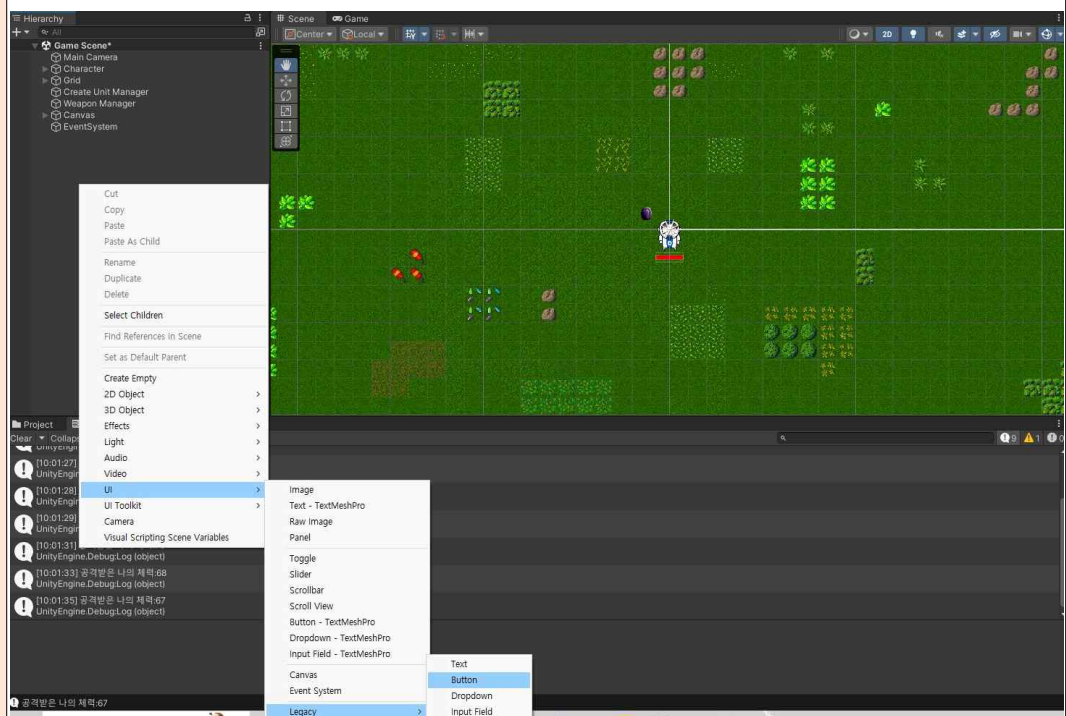 Hierarchy
All
Game Scene*
Main Camera
Character
Grid
Create Unit Manager
Weapon Manager
Canvas
EventSystem
Scene
Game
Center
Local
2D
Cut
Copy
Paste
Paste As Child
Rename
Duplicate
Delete
Select Children
Find References in Scene
Set as Default Parent
Create Empty
2D Object
3D Object
Effects
Light
Audio
Video
UI
UI Toolkit
Camera
Visual Scripting Scene Variables
Image
Text - TextMeshPro
Raw Image
Panel
Toggle
Slider
Scrollbar
Scroll View
Button - TextMeshPro
Dropdown - TextMeshPro
Input Field - TextMeshPro
Canvas
Event System
Legacy
Text
Button
Dropdown
Input Field
Project
Clear
Collaps
9 1 0
UnityEngin
[10:01:27]
UnityEngin
[10:01:28]
UnityEngin
[10:01:29]
UnityEngin
[10:01:31]
UnityEngine.Debug:Log (object)
[10:01:33] 공격받은 나의 체력:68
UnityEngine.Debug:Log (object)
[10:01:35] 공격받은 나의 체력:67
UnityEngine.Debug:Log (object)
공격받은 나의 체력:67